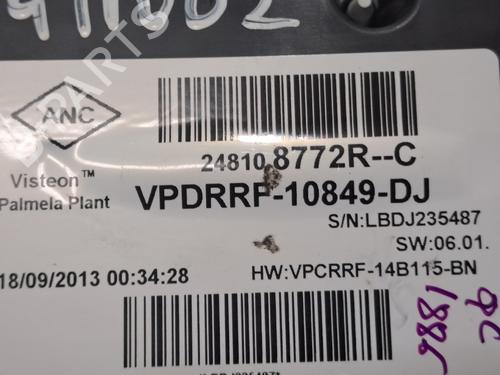 ANC
Visteon™
Palmela Plant
24810 8772R--C
VPDRRF-10849-DJ
S/N:LBDJ235487
SW:06.01.
18/09/2013 00:34:28
HW:VPCRRF-14B115-BN